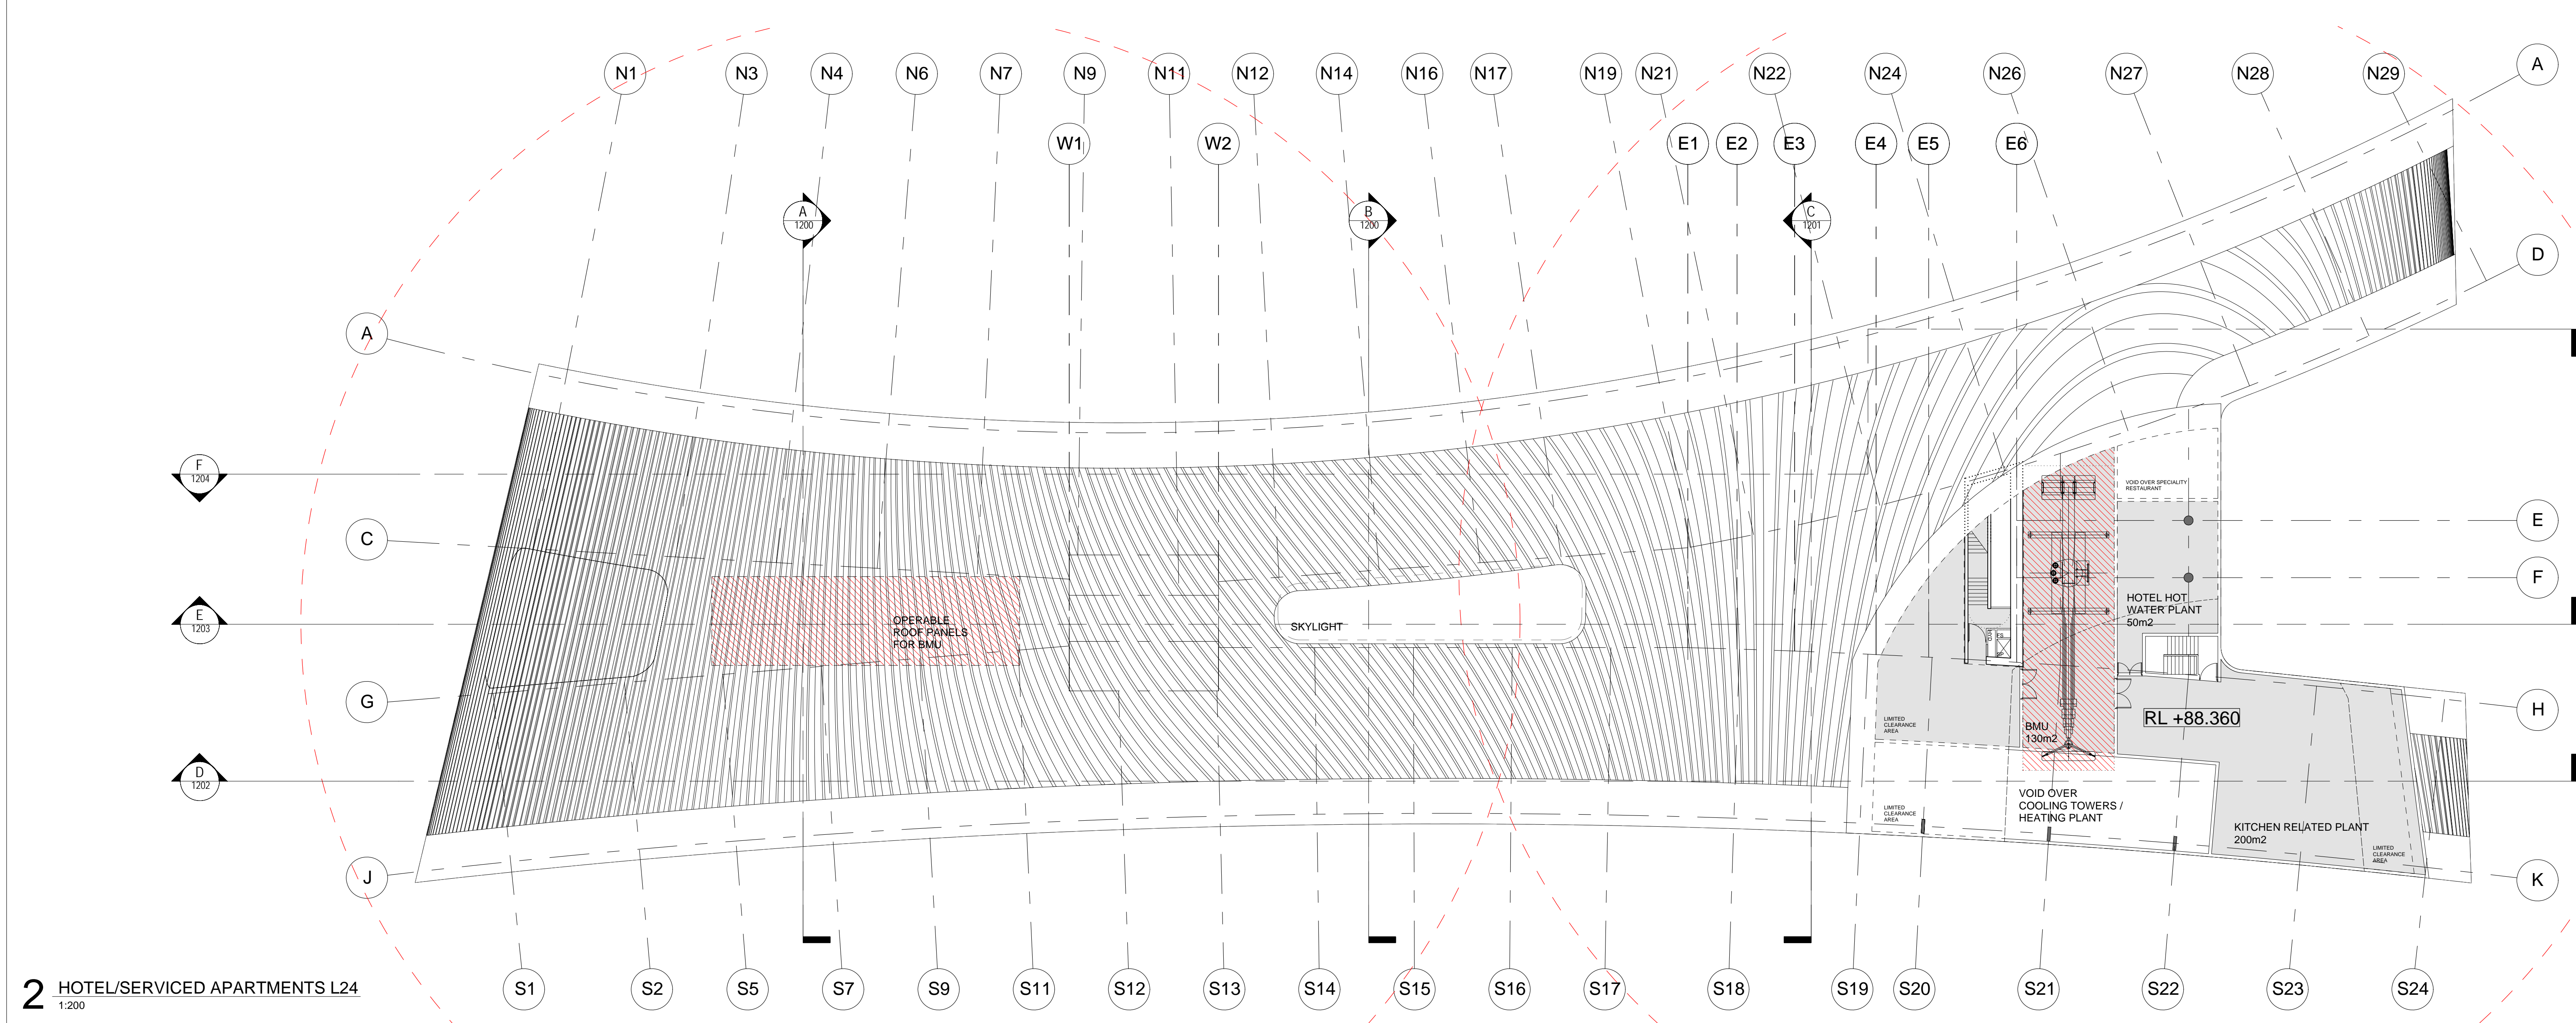 N1
N3
N4
N6
N7
N9
N11
N12
N14
N16
N17
N19
N21
N22
N24
N26
N27
N28
N29
A
W1
W2
E1
E2
E3
E4
E5
E6
A
1200
B
1200
C
1201
D
A
F
1204
C
E
1203
G
D
1202
J
OPERABLE
ROOF PANELS
FOR BMU
SKYLIGHT
VOID OVER SPECIALITY
RESTAURANT
E
F
HOTEL HOT
WATER PLANT
50m2
LIMITED
CLEARANCE
AREA
BMU
130m2
RL +88.360
H
LIMITED
CLEARANCE
AREA
VOID OVER
COOLING TOWERS /
HEATING PLANT
KITCHEN RELATED PLANT
200m2
LIMITED
CLEARANCE
AREA
K
S1
S2
S5
S7
S9
S11
S12
S13
S14
S15
S16
S17
S18
S19
S20
S21
S22
S23
S24
2 HOTEL/SERVICED APARTMENTS L24
1:200